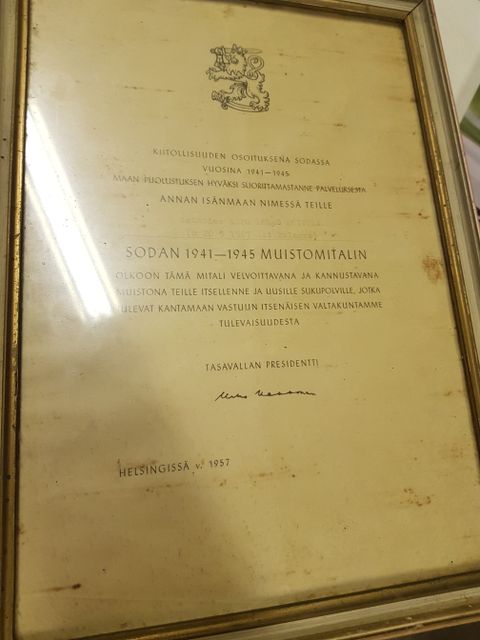 KIITOLLISUUDEN OSOITUKSENA SODASSA
VUOSINA 1941—1945
MAAN PUOLUSTUKSEN HYVÄKSI SUORITTAMASTANNE PALVELUKSESTA
ANNAN ISÄNMAAN NIMESSÄ TEILLE
SODAN 1941—1945 MUISTOMITALIN
OLKOON TÄMÄ MITALI VELVOITTAVANA JA KANNUSTAVANA
MUISTONA TEILLE ITSELLENNE JA UUSILLE SUKUPOLVILLE, JOTKA
TULEVAT KANTAMAAN VASTUUN ITSENÄISEN VALTAKUNTAMME
TULEVAISUUDESTA
TASAVALLAN PRESIDENTTI
HELSINGISSÄ v. 1957